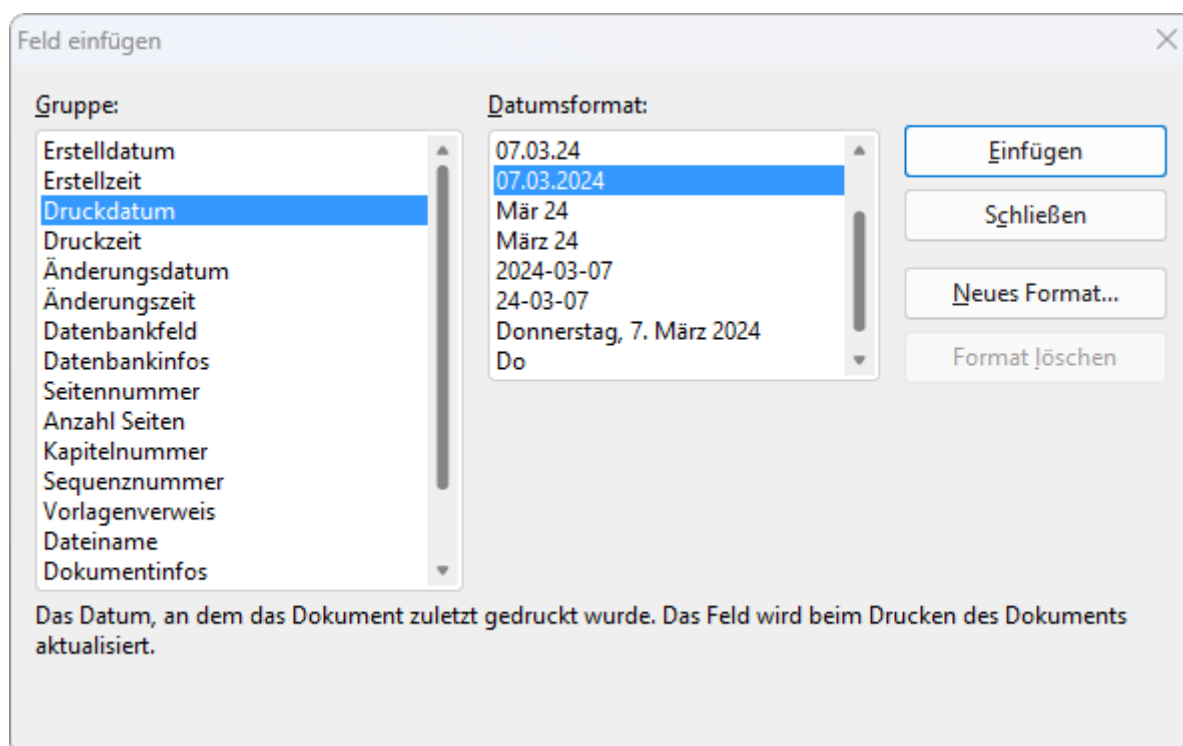 Feld einfügen
Gruppe:
Erstelldatum
Erstellzeit
Druckdatum
Druckzeit
Änderungsdatum
Änderungszeit
Datenbankfeld
Datenbankinfos
Seitennummer
Anzahl Seiten
Kapitelnummer
Sequenznummer
Vorlagenverweis
Dateiname
Dokumentinfos
Datumsformat:
07.03.24
07.03.2024
Mär 24
März 24
2024-03-07
24-03-07
Donnerstag, 7. März 2024
Do
Einfügen
Schließen
Neues Format...
Format löschen
Das Datum, an dem das Dokument zuletzt gedruckt wurde. Das Feld wird beim Drucken des Dokuments
aktualisiert.